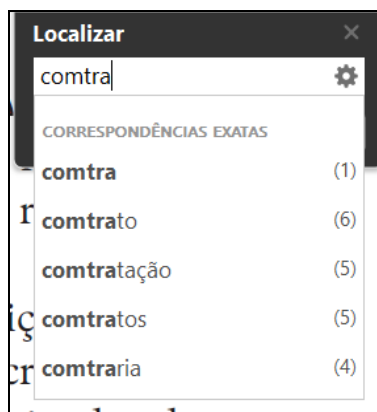 Localizar
comtra
CORRESPONDÊNCIAS EXATAS
comtra (1)
comtrato (6)
comtratação (5)
comtratos (5)
comtraria (4)